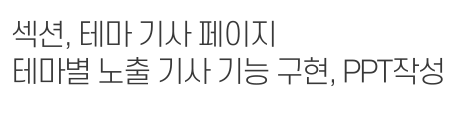 섹션, 테마 기사 페이지
테마별 노출 기사 기능 구현, PPT작성